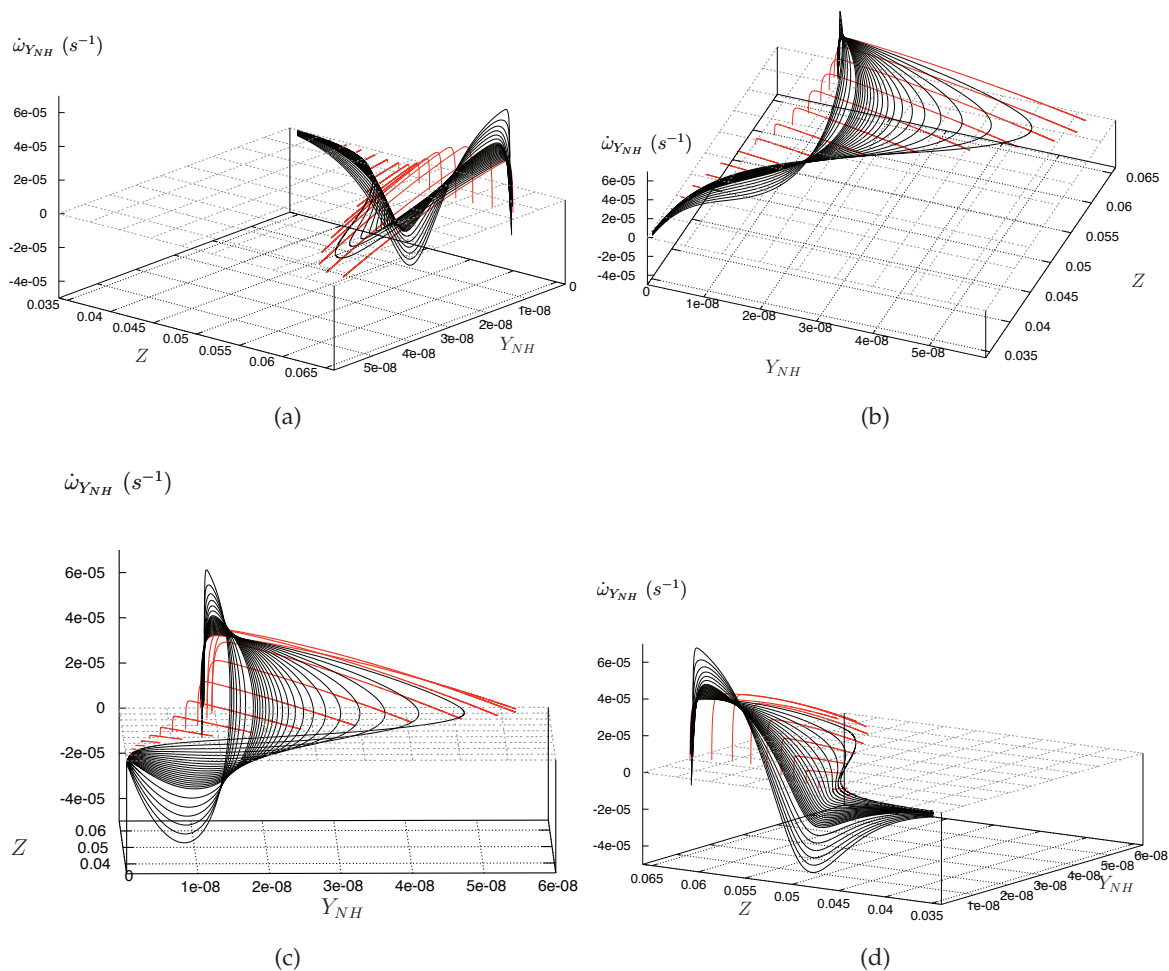 ω̇_{Y_{NH}} (s⁻¹)
6e-05
4e-05
2e-05
0
-2e-05
-4e-05
0.035
0.04
0.045
0.05
0.055
0.06
0.065
Z
5e-08
4e-08
3e-08
2e-08
1e-08
0
Y_{NH}
(a)
ω̇_{Y_{NH}} (s⁻¹)
6e-05
4e-05
2e-05
0
-2e-05
-4e-05
0
1e-08
2e-08
3e-08
4e-08
5e-08
Y_{NH}
0.065
0.06
0.055
0.05
0.045
0.04
0.035
Z
(b)
ω̇_{Y_{NH}} (s⁻¹)
6e-05
4e-05
2e-05
0
-2e-05
-4e-05
0.06
0.05
0.04
Z
0
1e-08
2e-08
3e-08
4e-08
5e-08
6e-08
Y_{NH}
(c)
ω̇_{Y_{NH}} (s⁻¹)
6e-05
4e-05
2e-05
0
-2e-05
-4e-05
0.065
0.06
0.055
0.05
0.045
0.04
0.035
Z
1e-08
2e-08
3e-08
4e-08
5e-08
6e-08
Y_{NH}
(d)